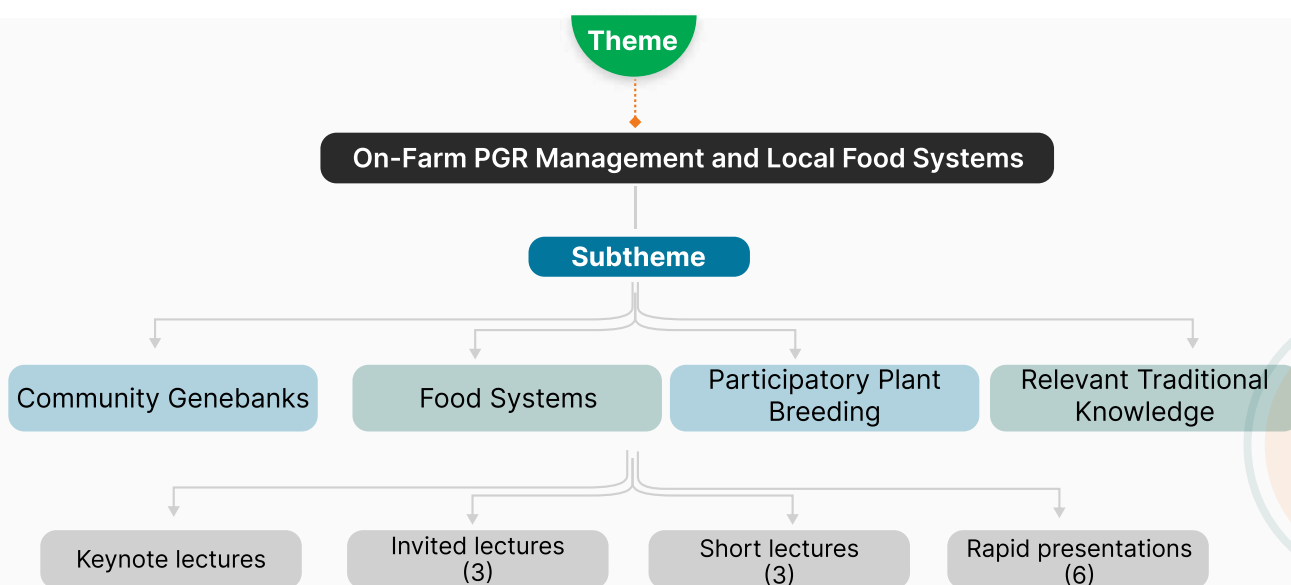 Theme
On-Farm PGR Management and Local Food Systems
Subtheme
Community Genebanks
Food Systems
Participatory Plant
Breeding
Relevant Traditional
Knowledge
Keynote lectures
Invited lectures
(3)
Short lectures
(3)
Rapid presentations
(6)